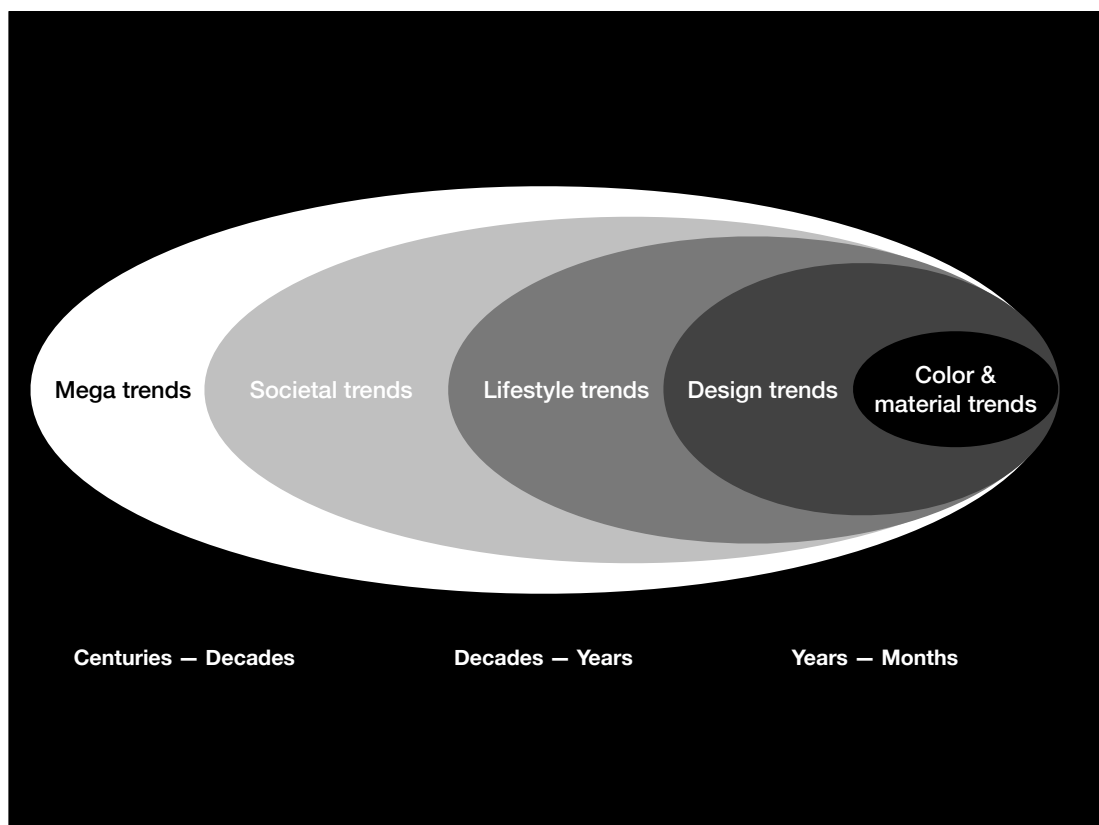 Mega trends
Societal trends
Lifestyle trends
Design trends
Color &
material trends
Centuries — Decades
Decades — Years
Years — Months